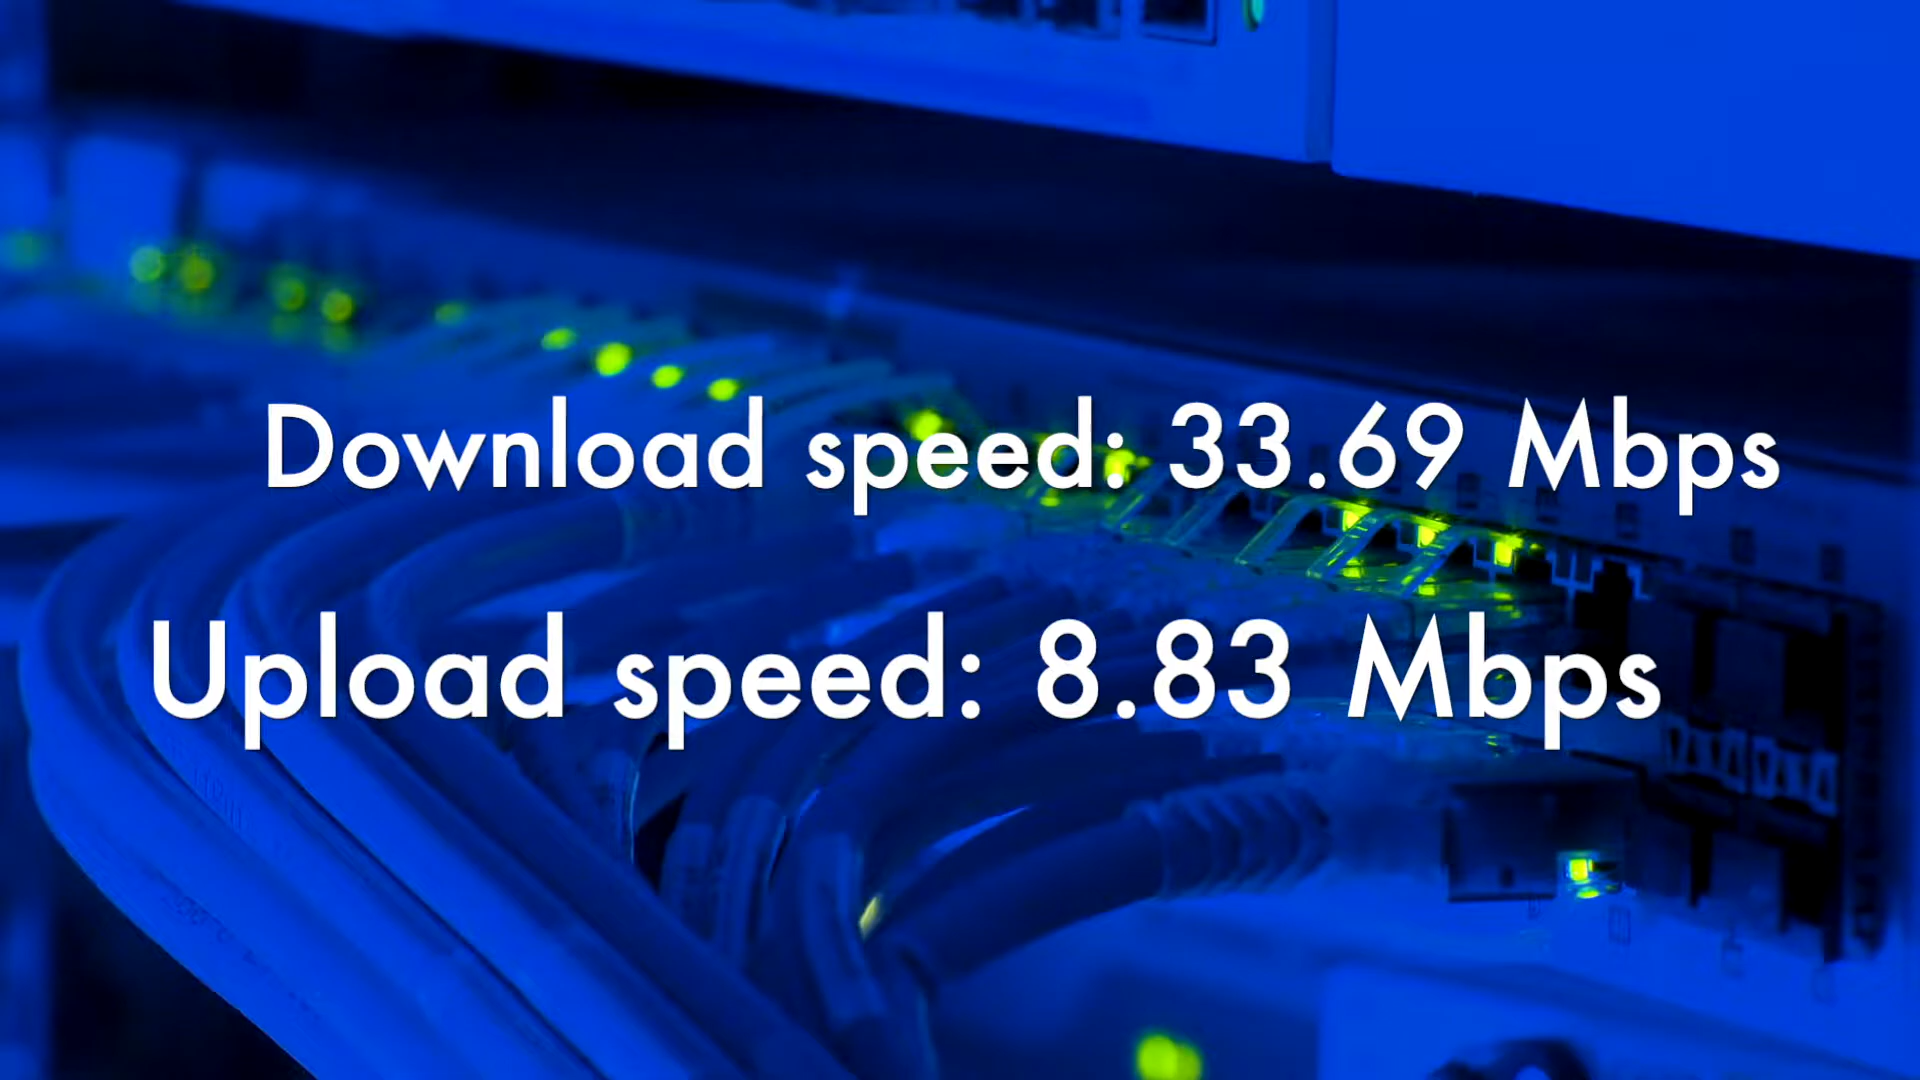 Download speed: 33.69 Mbps
Upload speed: 8.83 Mbps